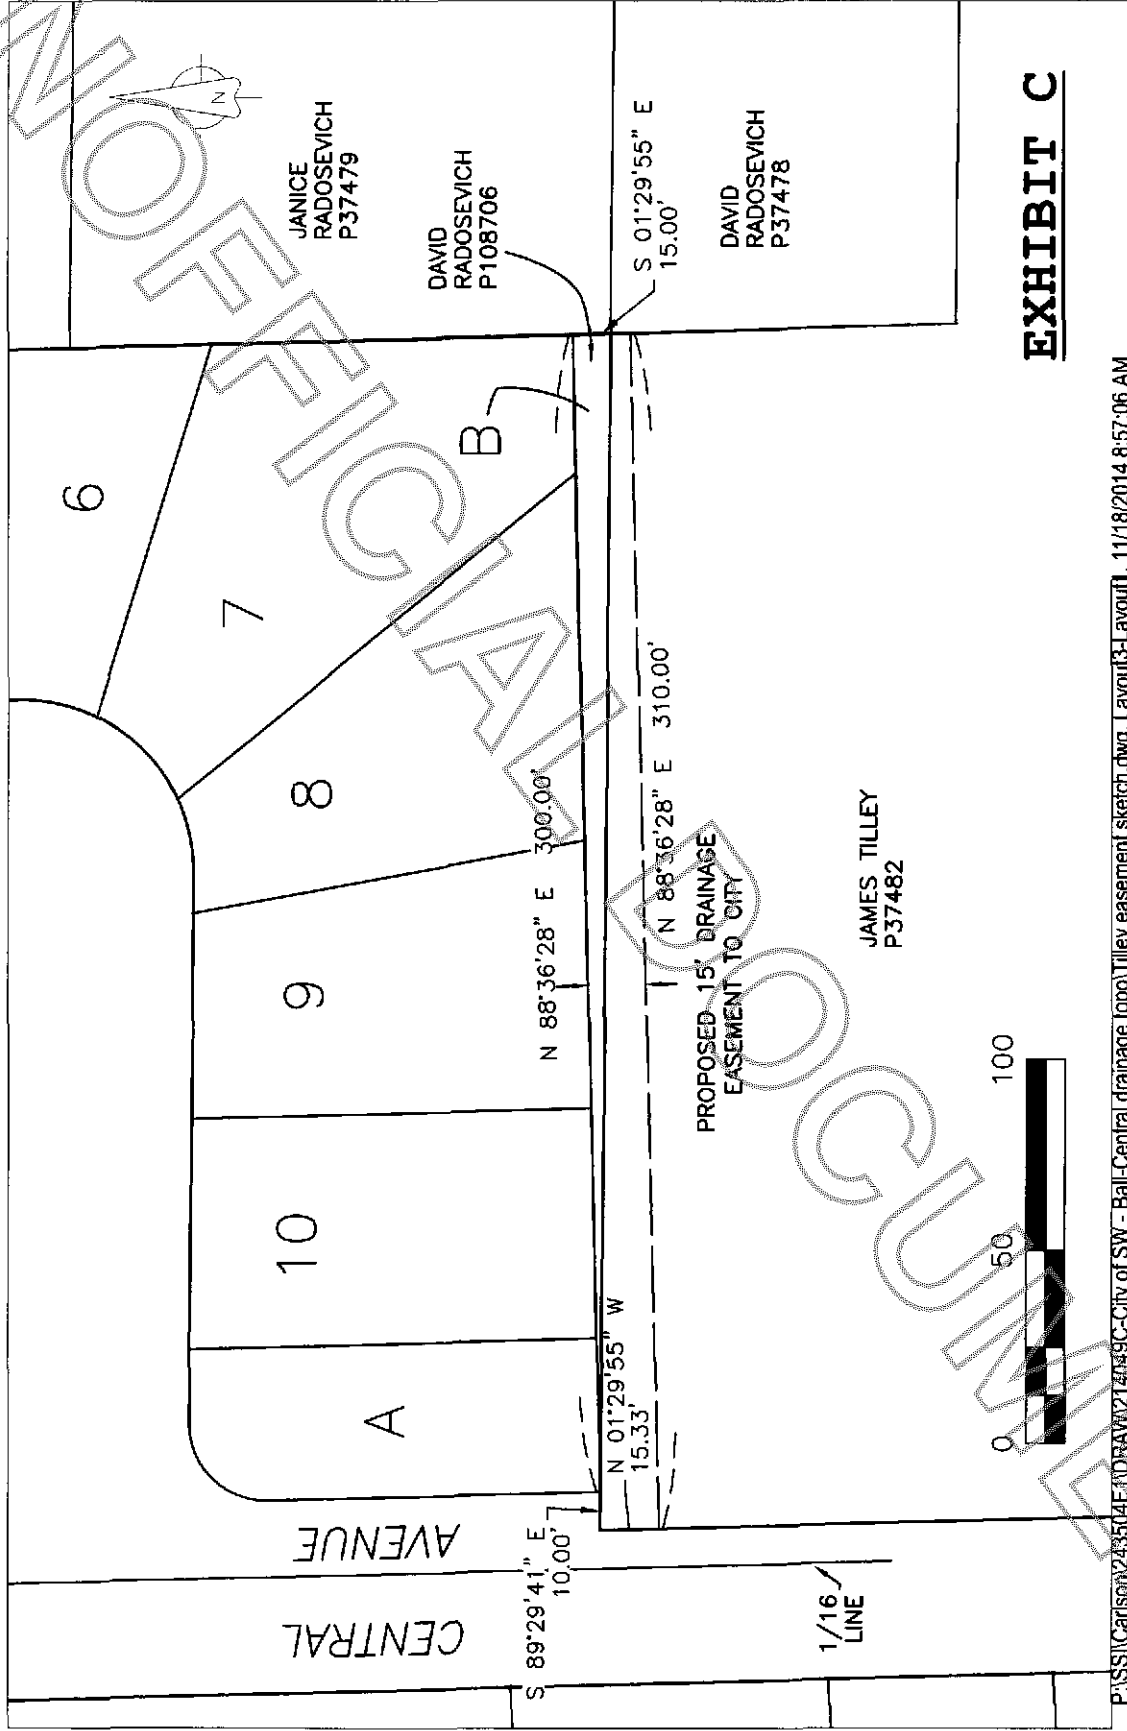 6
7
8
9
10
A
B
N
JANICE
RADOSEVICH
P37479
DAVID
RADOSEVICH
P108706
S 01°29'55" E
15.00'
DAVID
RADOSEVICH
P37478
N 88°36'28" E 300.00'
N 88°36'28" E 310.00'
PROPOSED 15' DRAINAGE
EASEMENT TO CITY
N 01°29'55" W
15.33'
S 89°29'41" E
10.00'
CENTRAL
AVENUE
1/16
LINE
JAMES TILLEY
P37482
0 50 100
EXHIBIT C
UNOFFICIAL DOCUME
11/18/2014 8:57:06 AM